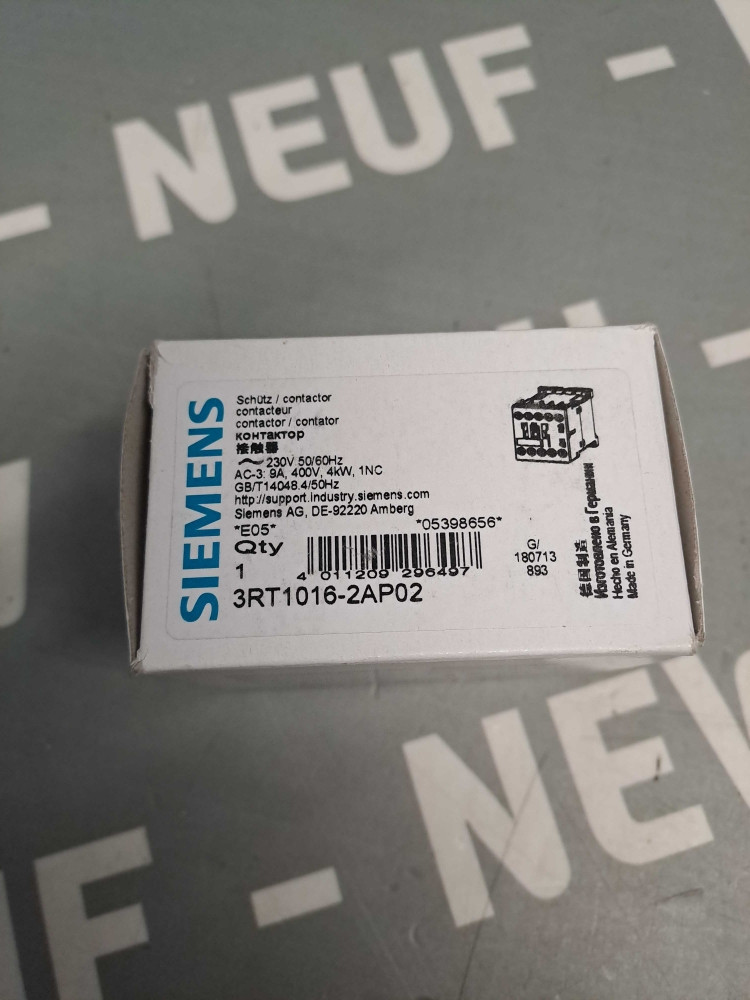 - NEUF -
SIEMENS
Schütz / contactor
contacteur
contactor / contator
контактор
接触器
~ 230V 50/60Hz
AC-3: 9A, 400V, 4kW, 1NC
GB/T14048.4/50Hz
http://support.industry.siemens.com
Siemens AG, DE-92220 Amberg
*E05* *05398656*
Qty
1
4 011209 296497
3RT1016-2AP02
G/
180713
893
德国制造
Изготовлено в Германии
Hecho en Alemania
Made in Germany
UF - NEW